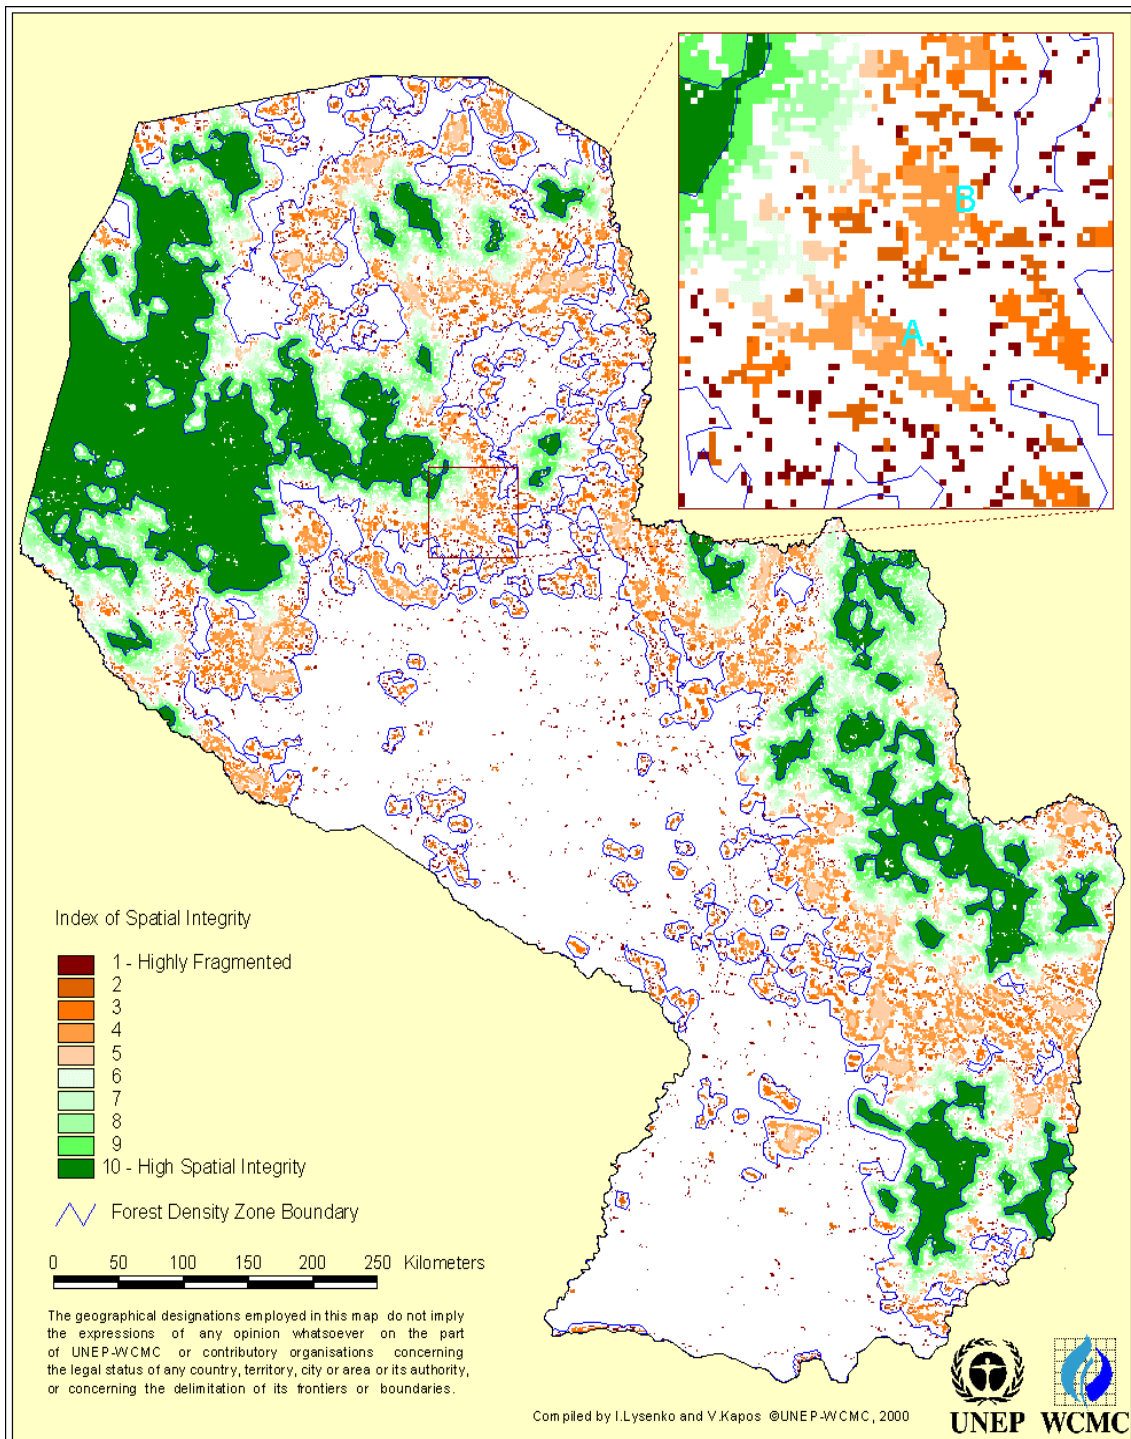 B
A
Index of Spatial Integrity
1 - Highly Fragmented
2
3
4
5
6
7
8
9
10 - High Spatial Integrity
Forest Density Zone Boundary
0 50 100 150 200 250 Kilometers
The geographical designations employed in this map do not imply
the expressions of any opinion whatsoever on the part
of UNEP-WCMC or contributory organisations concerning
the legal status of any country, territory, city or area or its authority,
or concerning the delimitation of its frontiers or boundaries.
Compiled by I.Lysenko and V.Kapos ©UNEP-WCMC, 2000
UNEP WCMC